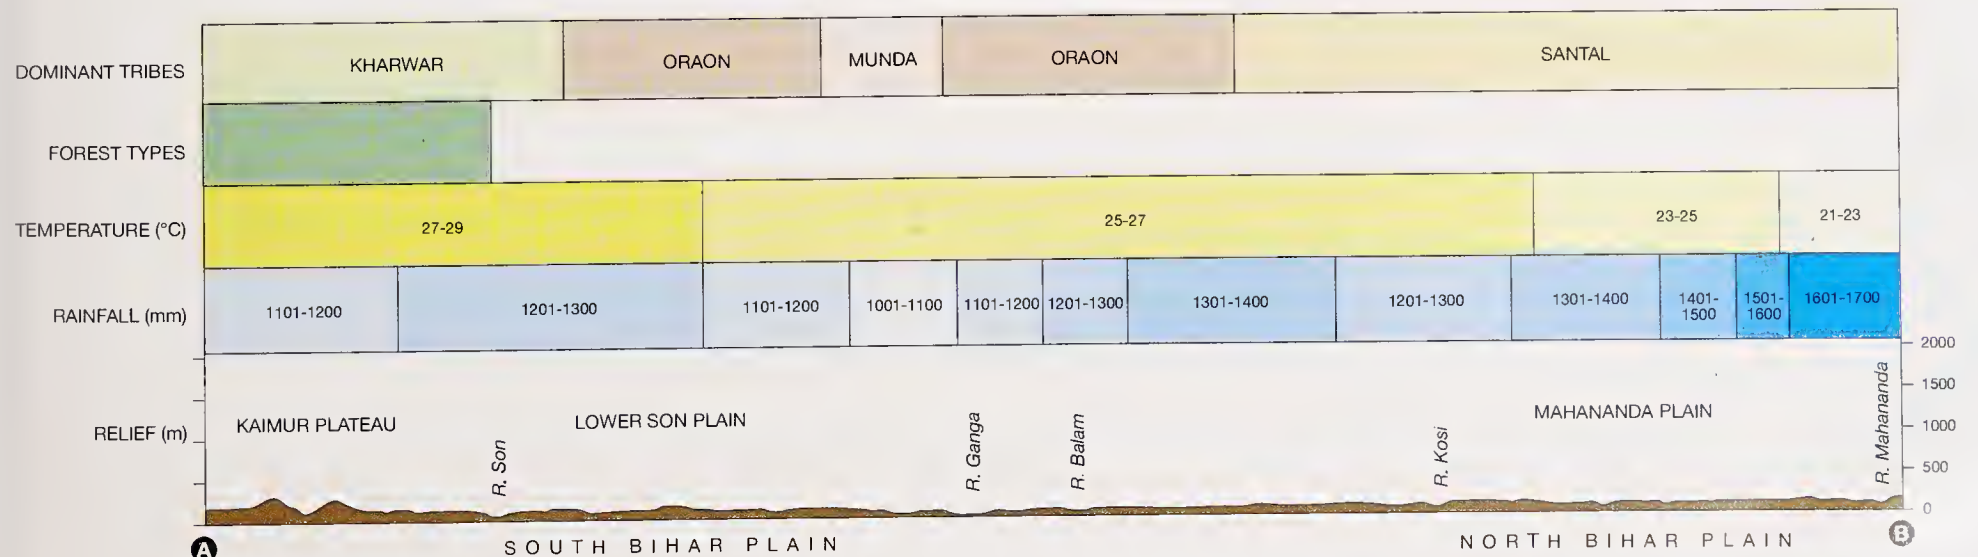 DOMINANT TRIBES
KHARWAR
ORAON
MUNDA
ORAON
SANTAL
FOREST TYPES
TEMPERATURE (°C)
27-29
25-27
23-25
21-23
RAINFALL (mm)
1101-1200
1201-1300
1101-1200
1001-1100
1101-1200
1201-1300
1301-1400
1201-1300
1301-1400
1401-
1500
1501-
1600
1601-1700
RELIEF (m)
KAIMUR PLATEAU
R. Son
LOWER SON PLAIN
R. Ganga
R. Balam
R. Kosi
MAHANANDA PLAIN
R. Mahananda
2000
1500
1000
500
0
A
SOUTH BIHAR PLAIN
NORTH BIHAR PLAIN
B